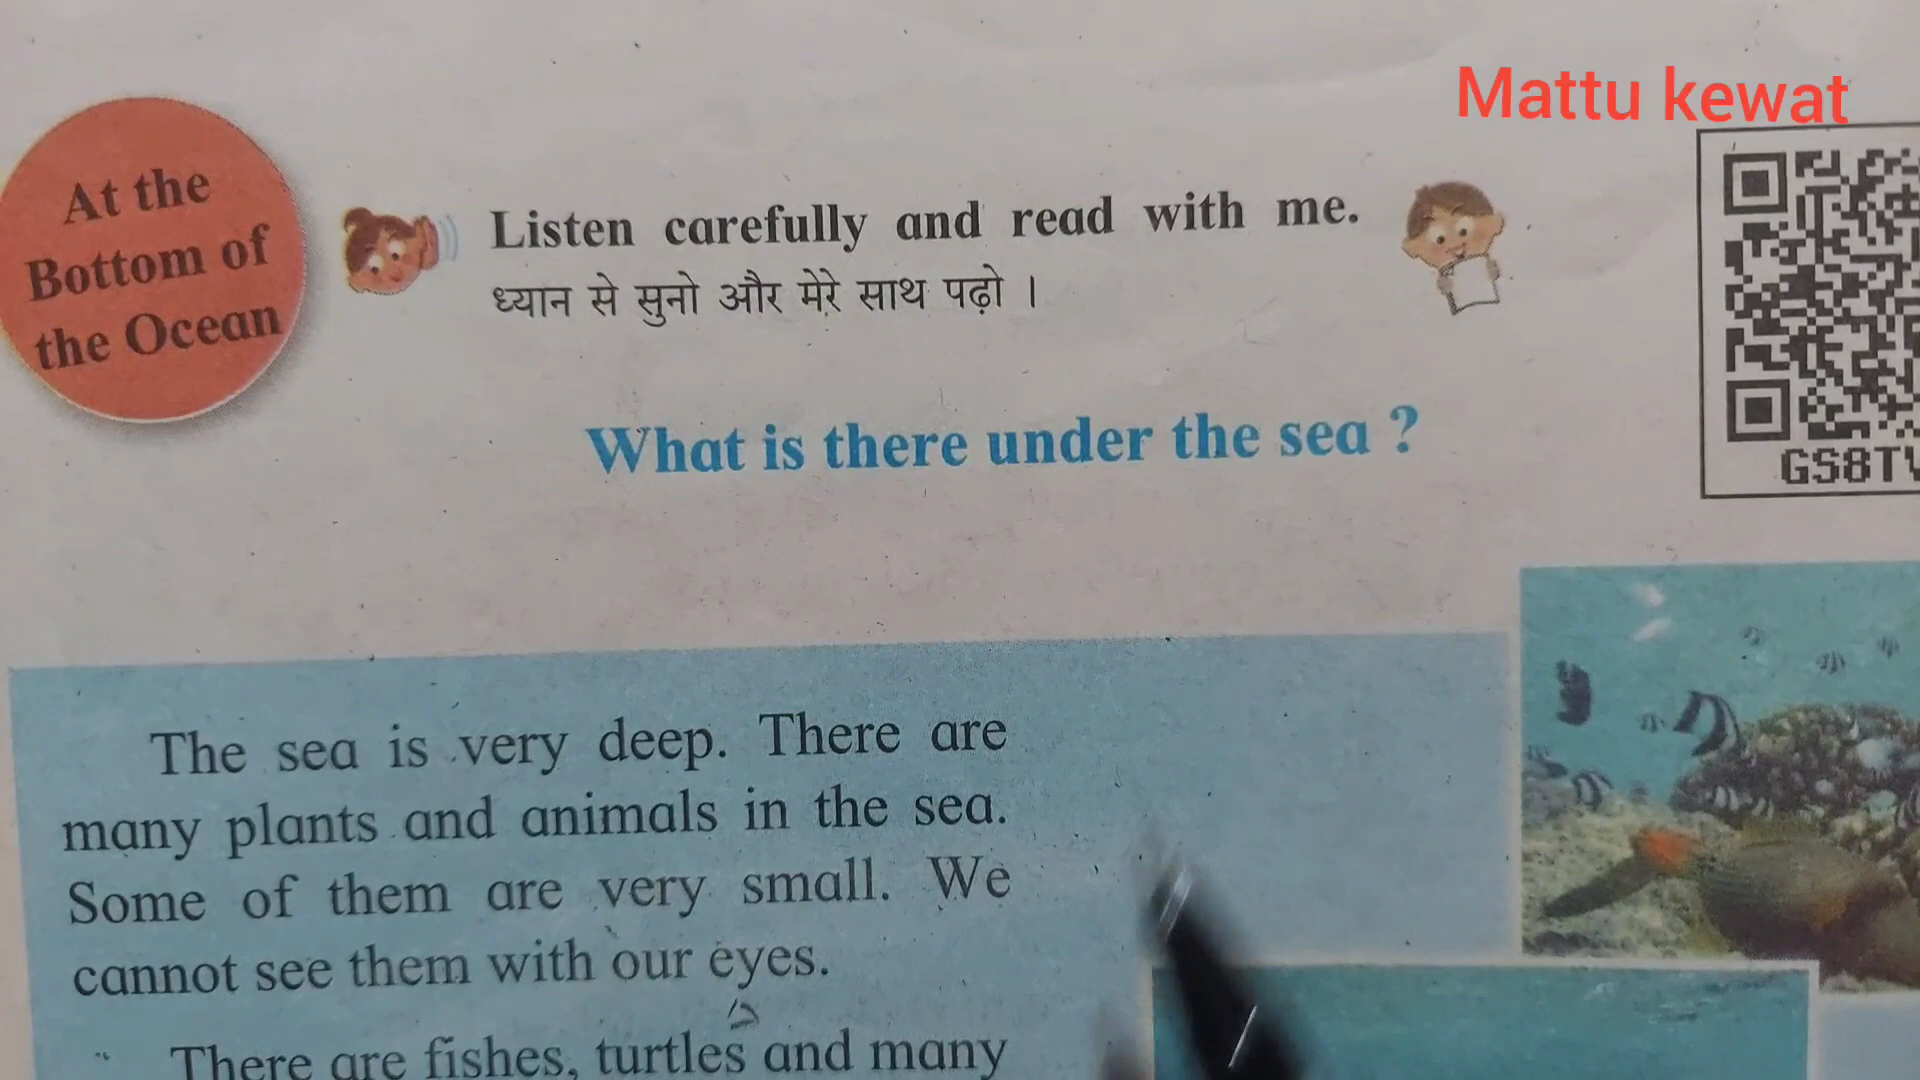 Mattu kewat
At the
Bottom of
the Ocean
Listen carefully and read with me.
ध्यान से सुनो और मेरे साथ पढ़ो ।
What is there under the sea ?
The sea is very deep. There are
many plants and animals in the sea.
Some of them are very small. We
cannot see them with our eyes.
There are fishes, turtles and many